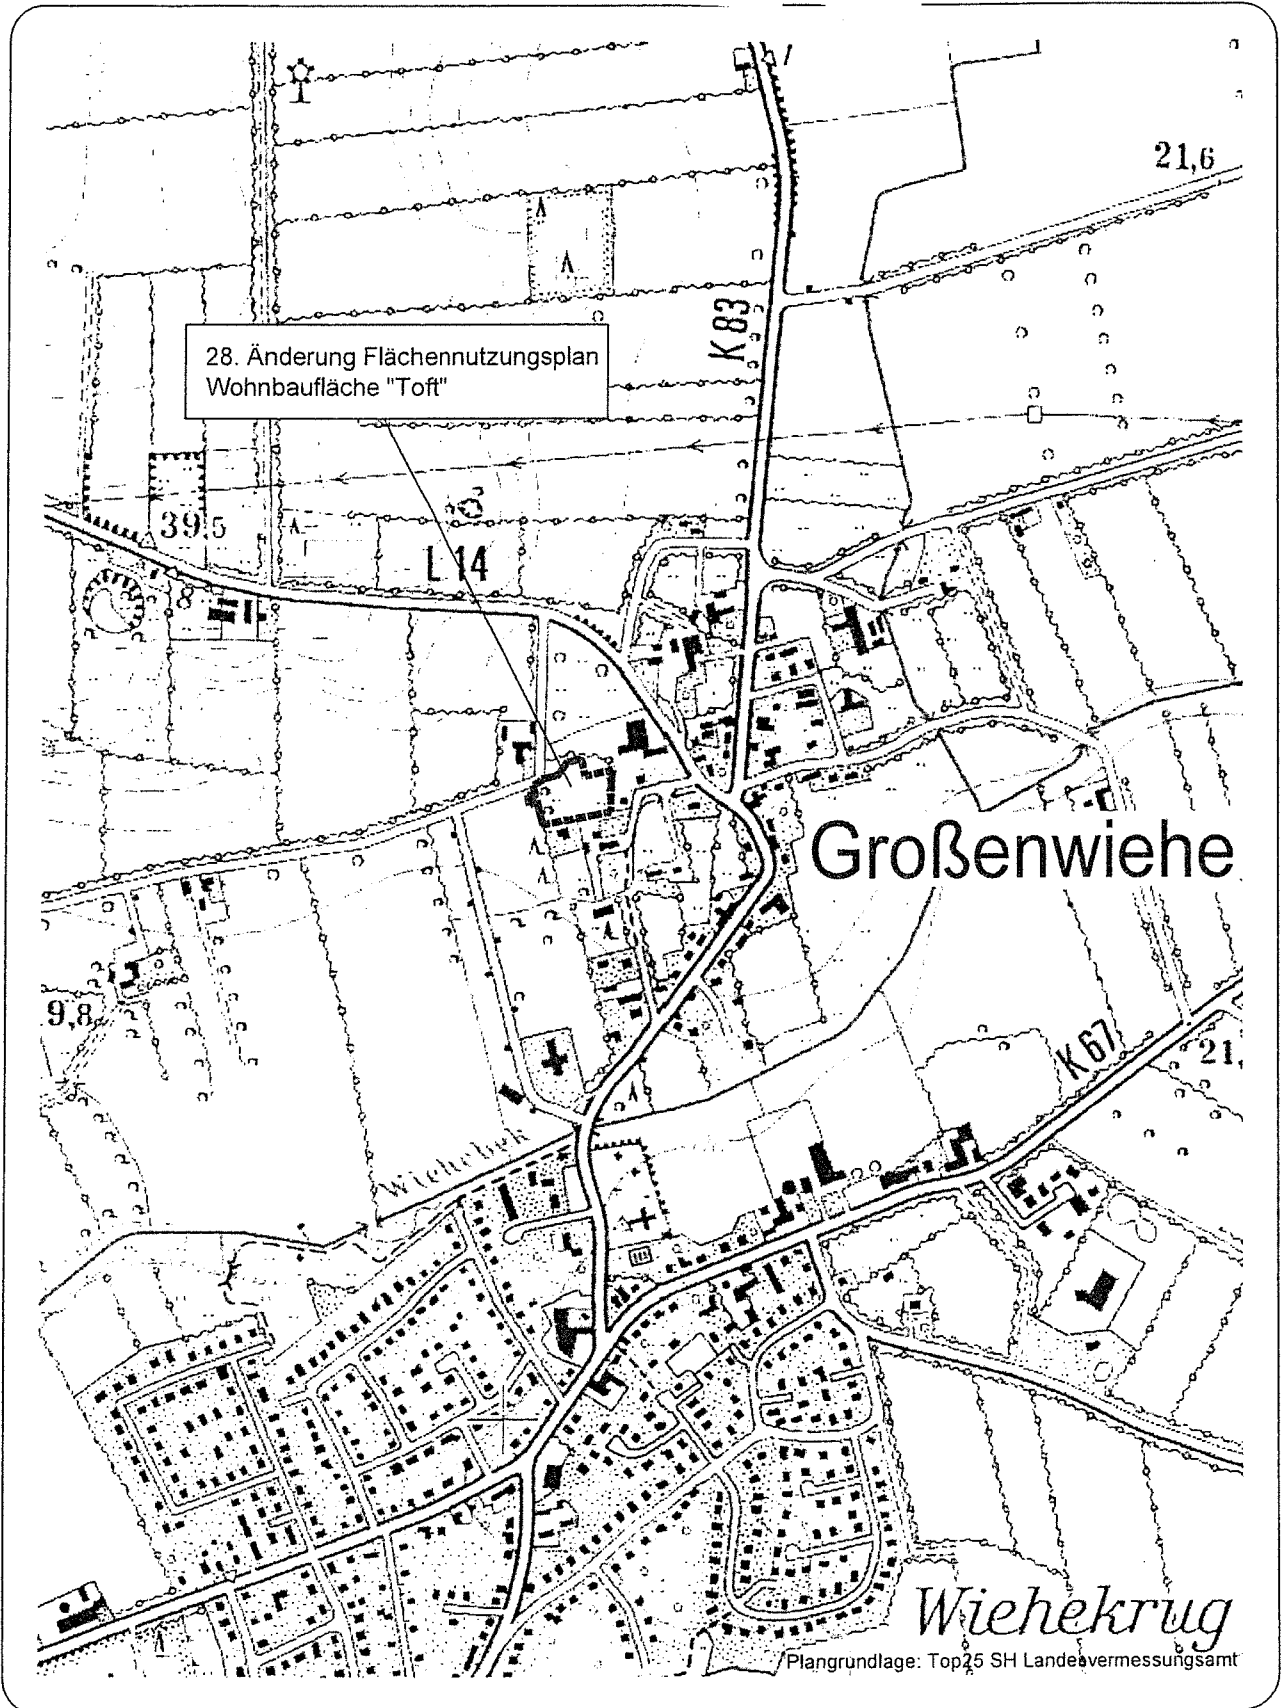 21,6
K 83
28. Änderung Flächennutzungsplan
Wohnbaufläche "Toft"
39,5
L 14
Großenwiehe
9,8
K 67
21,
Wiehebek
Wiehekrug
Plangrundlage: Top25 SH Landesvermessungsamt